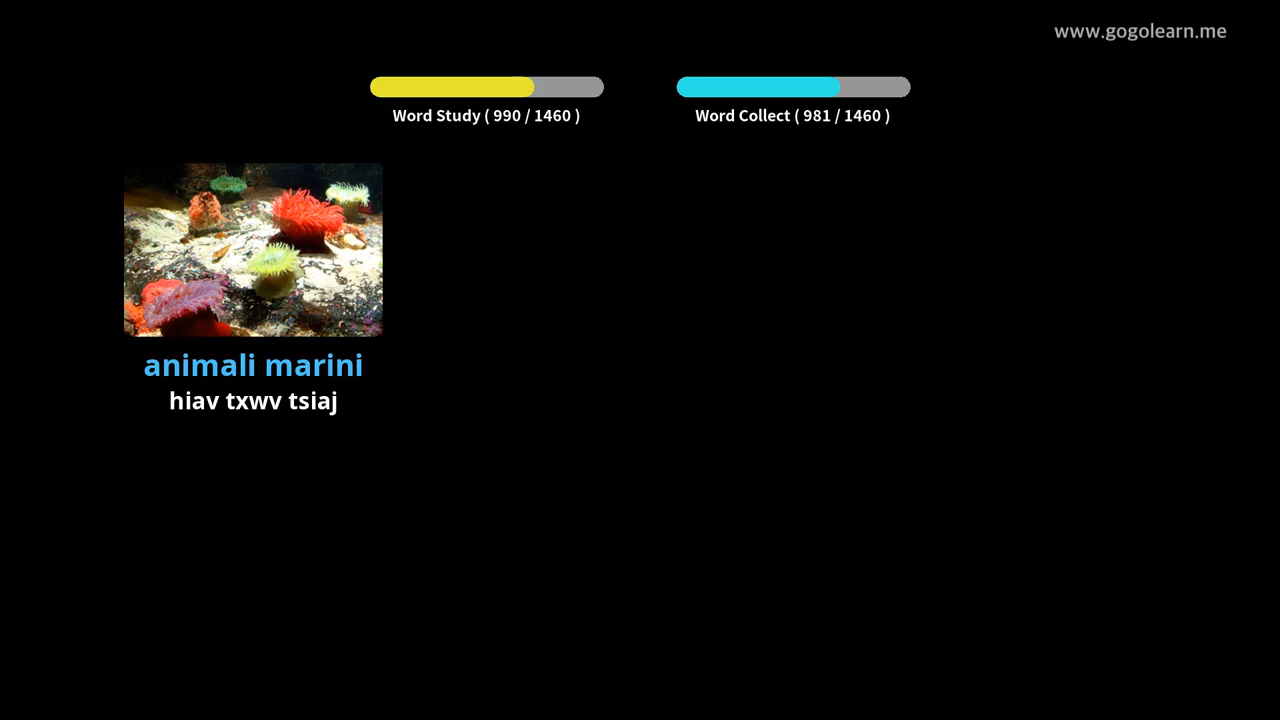 www.gogolearn.me
Word Study ( 990 / 1460 )
Word Collect ( 981 / 1460 )
animali marini
hiav txwv tsiaj